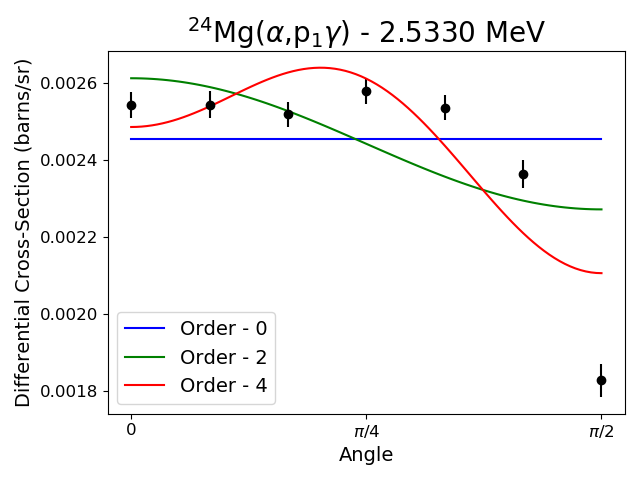 ²⁴Mg(α,p₁γ) - 2.5330 MeV
Differential Cross-Section (barns/sr)
0.0026
0.0024
0.0022
0.0020
0.0018
Order - 0
Order - 2
Order - 4
0
π/4
π/2
Angle